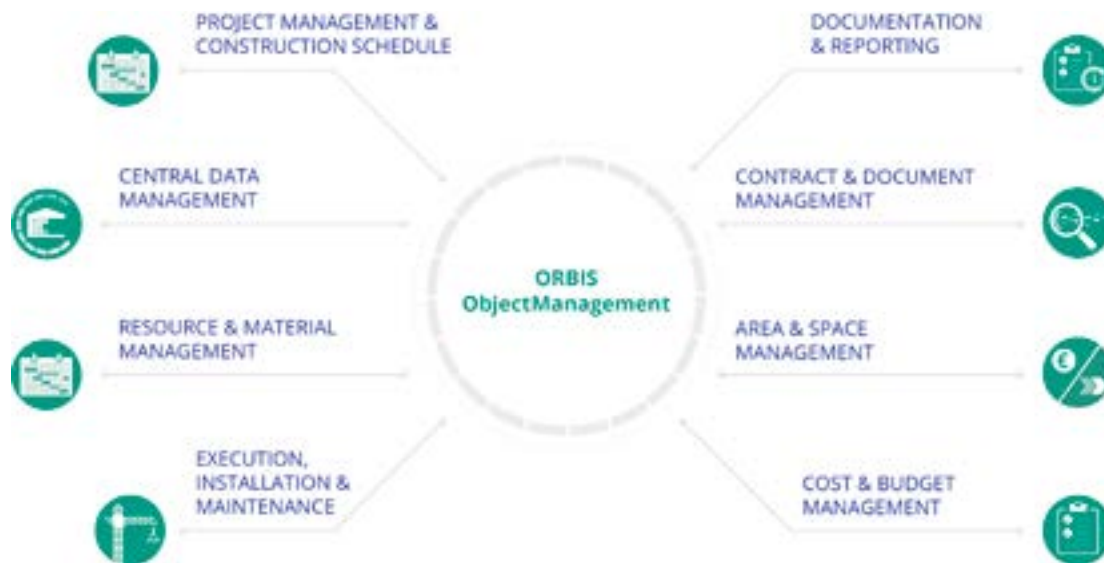 PROJECT MANAGEMENT &
CONSTRUCTION SCHEDULE
CENTRAL DATA
MANAGEMENT
RESOURCE & MATERIAL
MANAGEMENT
EXECUTION,
INSTALLATION &
MAINTENANCE
ORBIS
ObjectManagement
DOCUMENTATION
& REPORTING
CONTRACT & DOCUMENT
MANAGEMENT
AREA & SPACE
MANAGEMENT
COST & BUDGET
MANAGEMENT